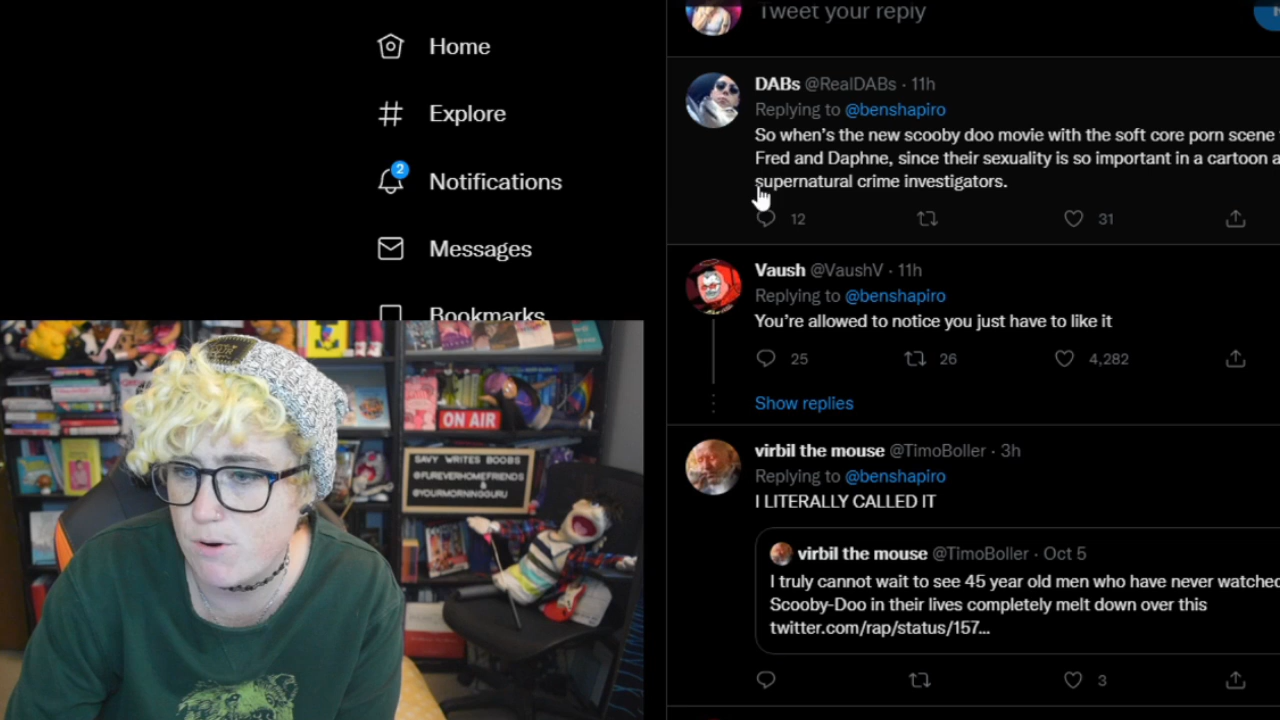 Home
Explore
2
Notifications
Messages
Bookmarks
Tweet your reply
DABs @RealDABs · 11h
Replying to @benshapiro
So when's the new scooby doo movie with the soft core porn scene
Fred and Daphne, since their sexuality is so important in a cartoon
supernatural crime investigators.
12 31
Vaush @VaushV · 11h
Replying to @benshapiro
You're allowed to notice you just have to like it
25 26 4,282
Show replies
virbil the mouse @TimoBoller · 3h
Replying to @benshapiro
I LITERALLY CALLED IT
virbil the mouse @TimoBoller · Oct 5
I truly cannot wait to see 45 year old men who have never watched
Scooby-Doo in their lives completely melt down over this
twitter.com/rap/status/157...
3
ON AIR
SAVY WRITES BOOBS
@FUREVERHOMEFRIENDS
&
@YOURMORNINGGURU